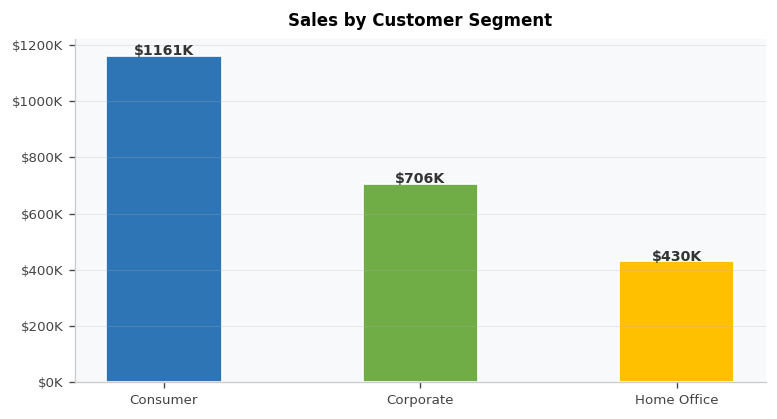 Sales by Customer Segment
$1200K
$1000K
$800K
$600K
$400K
$200K
$0K
$1161K
$706K
$430K
Consumer
Corporate
Home Office